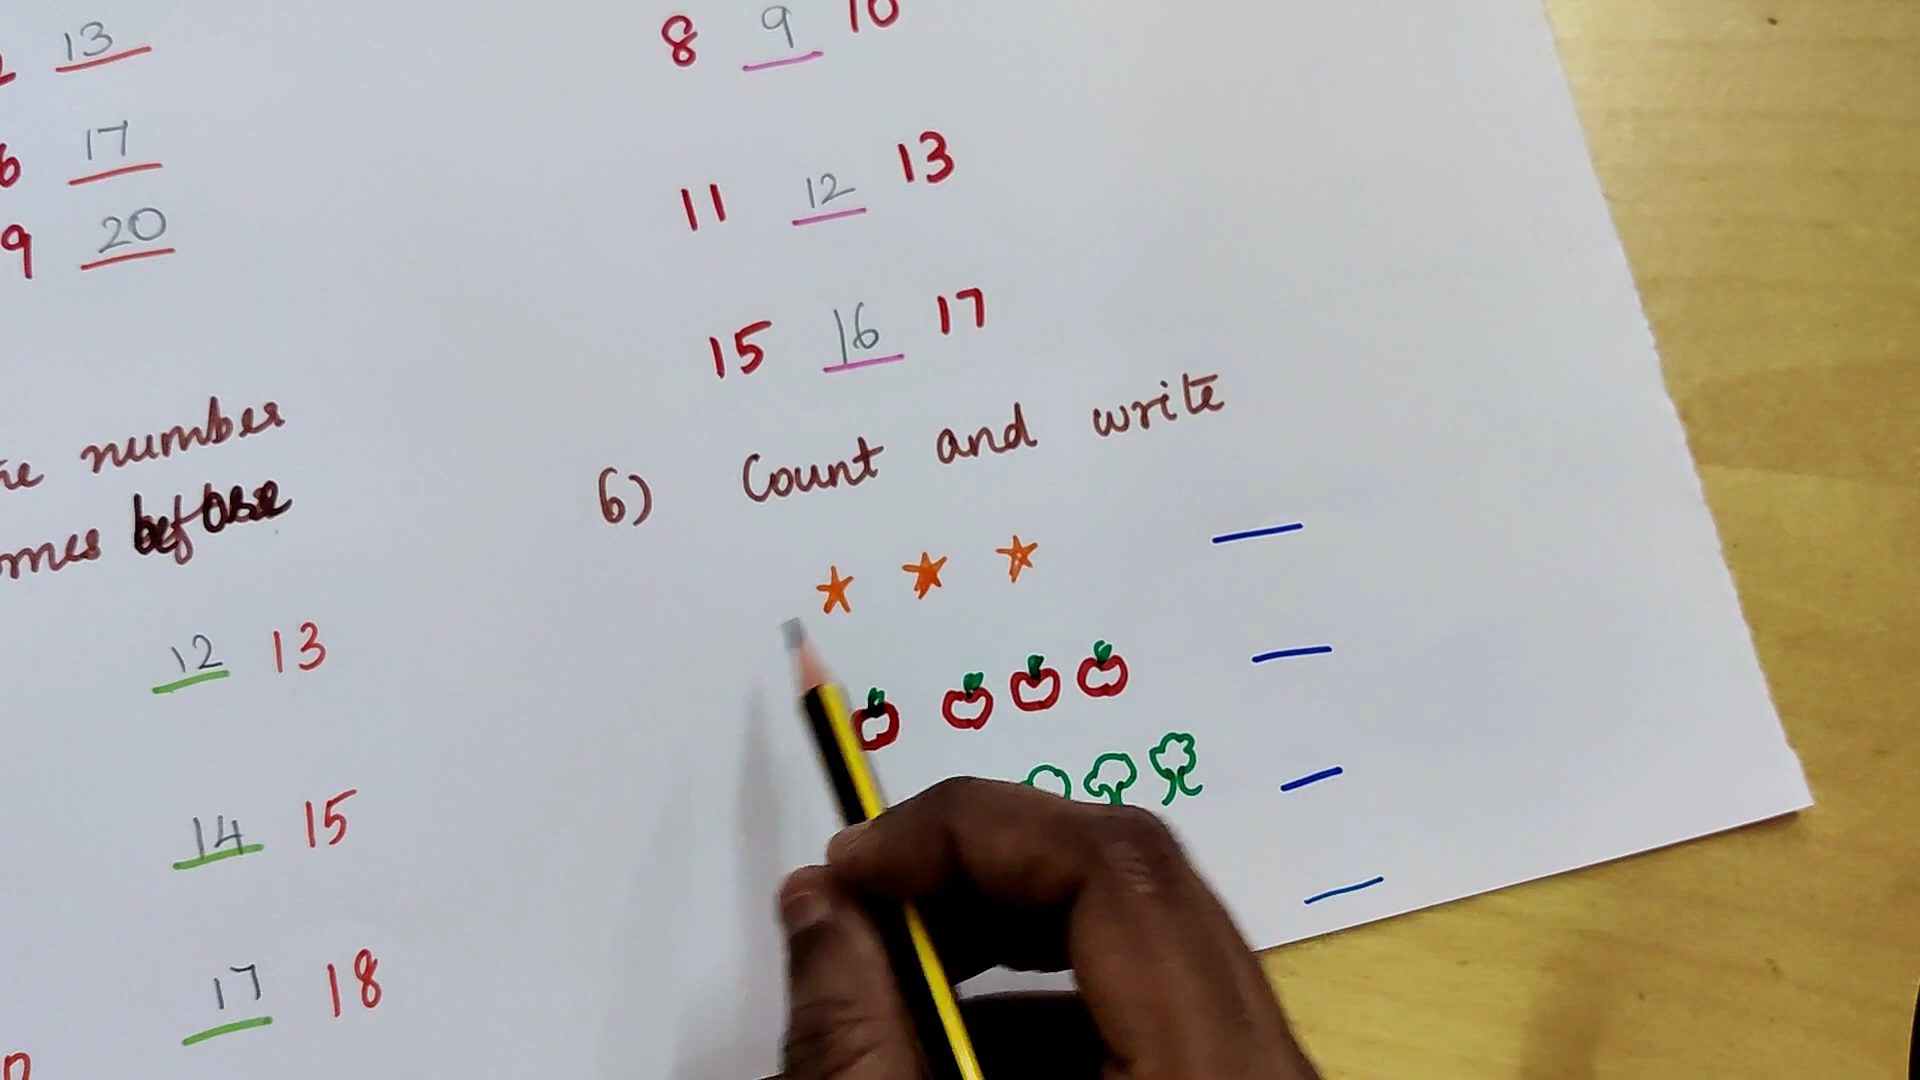 13
17
9 20
number
before
12 13
14 15
17 18
8 9 10
11 12 13
15 16 17
6) Count and write